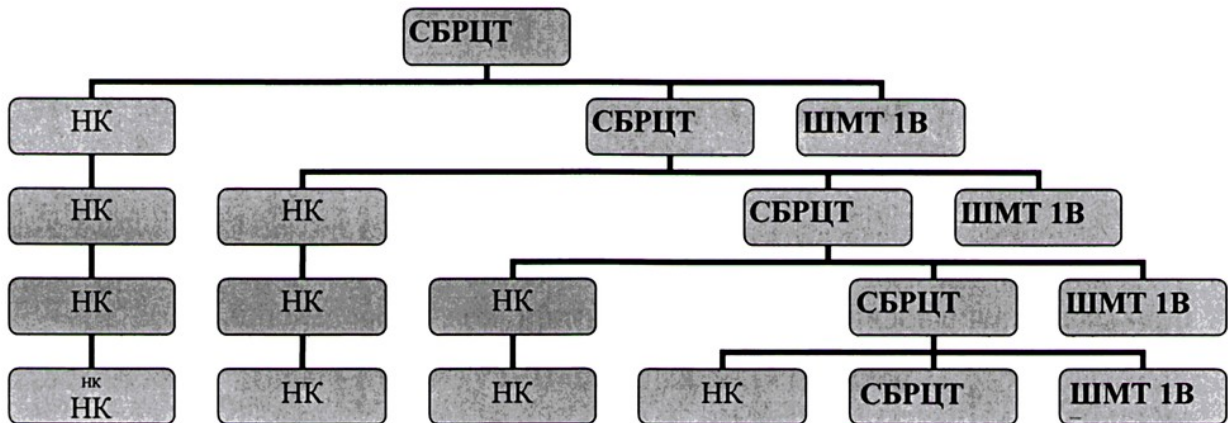 СБРЦТ
НК СБРЦТ ШМТ 1В
НК НК СБРЦТ ШМТ 1В
НК НК НК СБРЦТ ШМТ 1В
НК
НК НК НК НК СБРЦТ ШМТ 1В